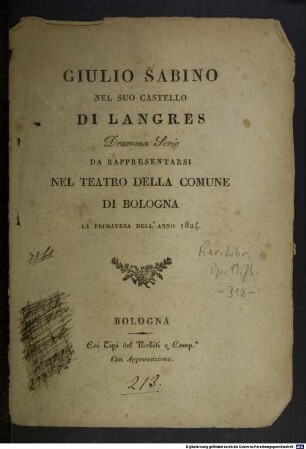 GIULIO SABINO
NEL SUO CASTELLO
DI LANGRES
Dramma Serio
DA RAPPRESENTARSI
NEL TEATRO DELLA COMUNE
DI BOLOGNA
LA PRIMAVERA DELL' ANNO 1824.
- 312 -
BOLOGNA
Coi Tipi del Nobili e Comp.º
Con Approvazione.
213.